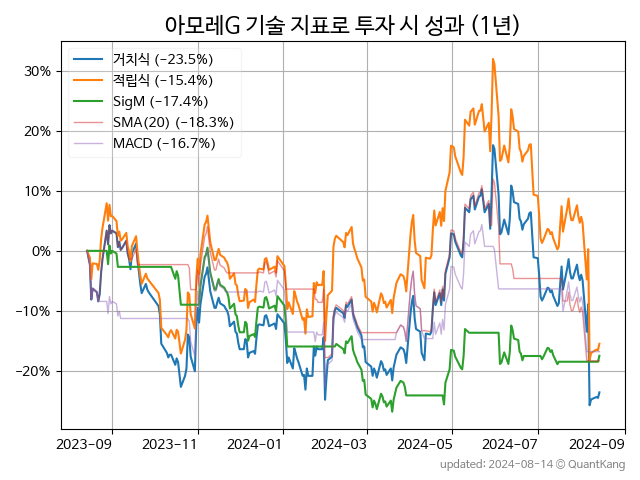 아모레G 기술 지표로 투자 시 성과 (1년)
거치식 (−23.5%)
적립식 (−15.4%)
SigM (−17.4%)
SMA(20) (−18.3%)
MACD (−16.7%)
30%
20%
10%
0%
−10%
−20%
2023-09 2023-11 2024-01 2024-03 2024-05 2024-07 2024-09
updated: 2024-08-14 © QuantKang